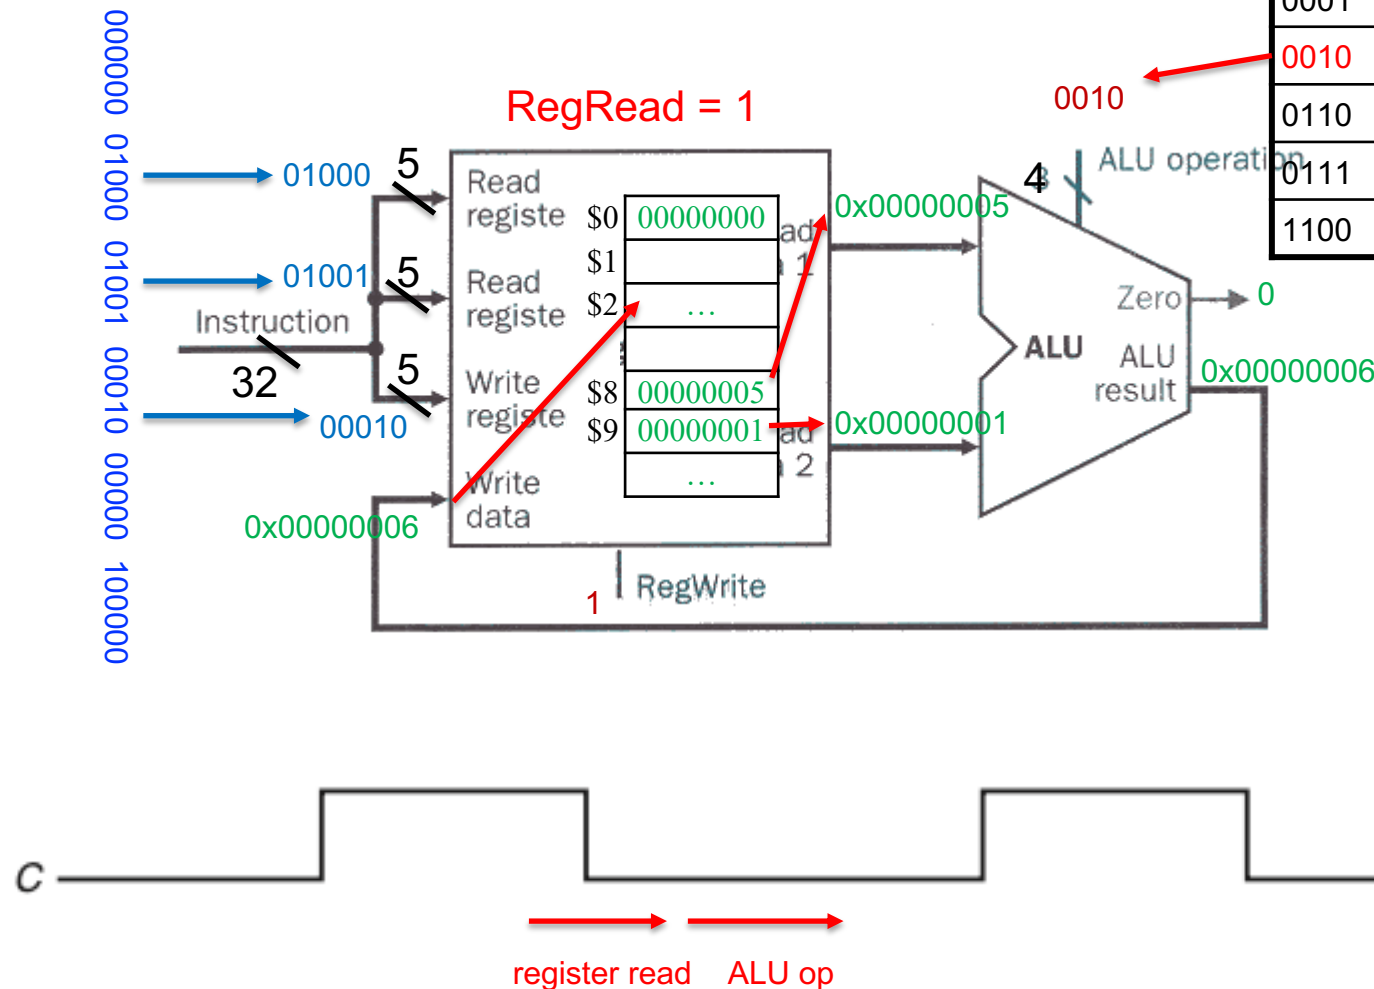 000000 01000 01001 00010 00000 100000
0001
0010
0110
0111
1100
0010
RegRead = 1
ALU operation
4
01000
5
Read
registe
01001
5
Read
registe
Instruction
32
5
Write
registe
00010
Write
data
0x00000006
$0 00000000
$1
$2 ...
$8 00000005
$9 00000001
...
ad
1
ad
2
0x00000005
0x00000001
Zero
0
ALU
ALU
result
0x00000006
1
RegWrite
C
register read
ALU op